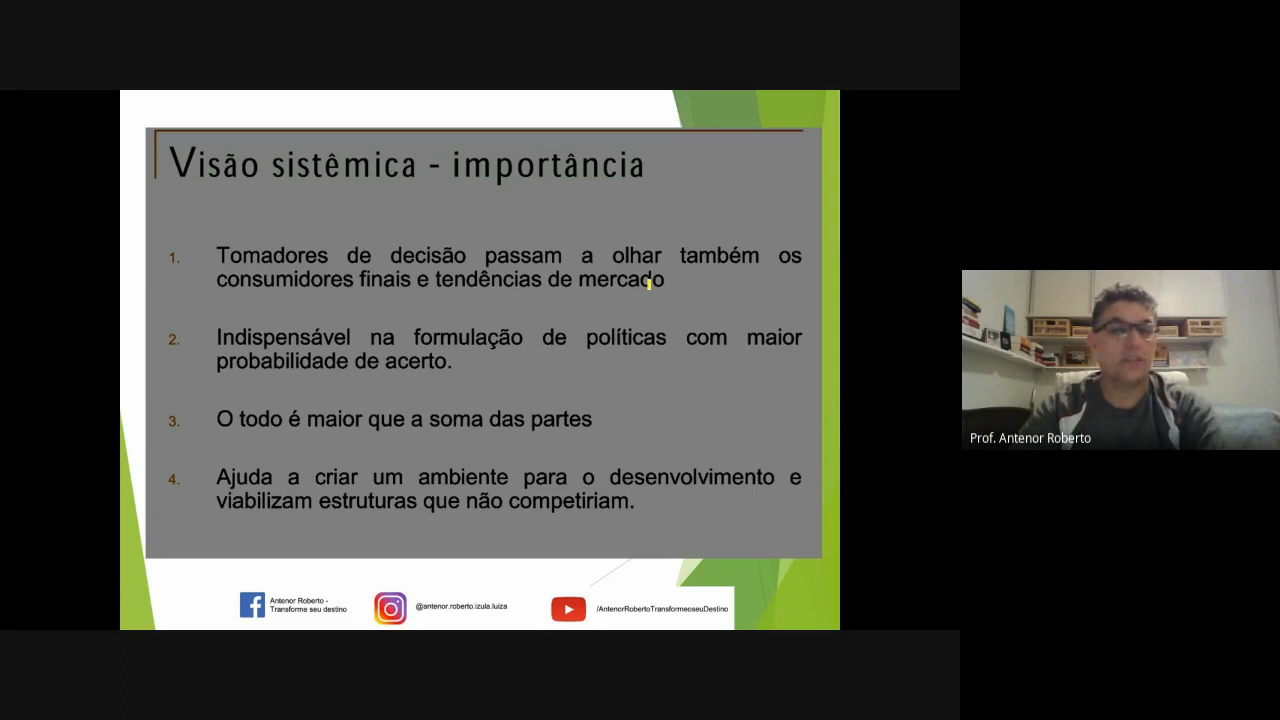 Visão sistêmica - importância
1. Tomadores de decisão passam a olhar também os
consumidores finais e tendências de mercado
2. Indispensável na formulação de políticas com maior
probabilidade de acerto.
3. O todo é maior que a soma das partes
4. Ajuda a criar um ambiente para o desenvolvimento e
viabilizam estruturas que não competiriam.
Antenor Roberto -
Transforme seu destino
@antenor.roberto.izula.luiza
/AntenorRobertoTransformeoseuDestino
Prof. Antenor Roberto